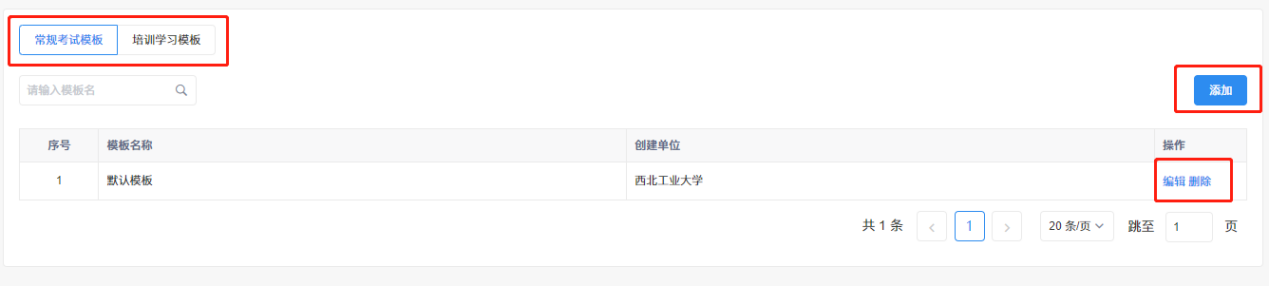 常规考试模板 培训学习模板
请输入模板名 添加
序号 模板名称 创建单位 操作
1 默认模板 西北工业大学 编辑 删除
共 1 条 < 1 > 20 条/页 跳至 1 页